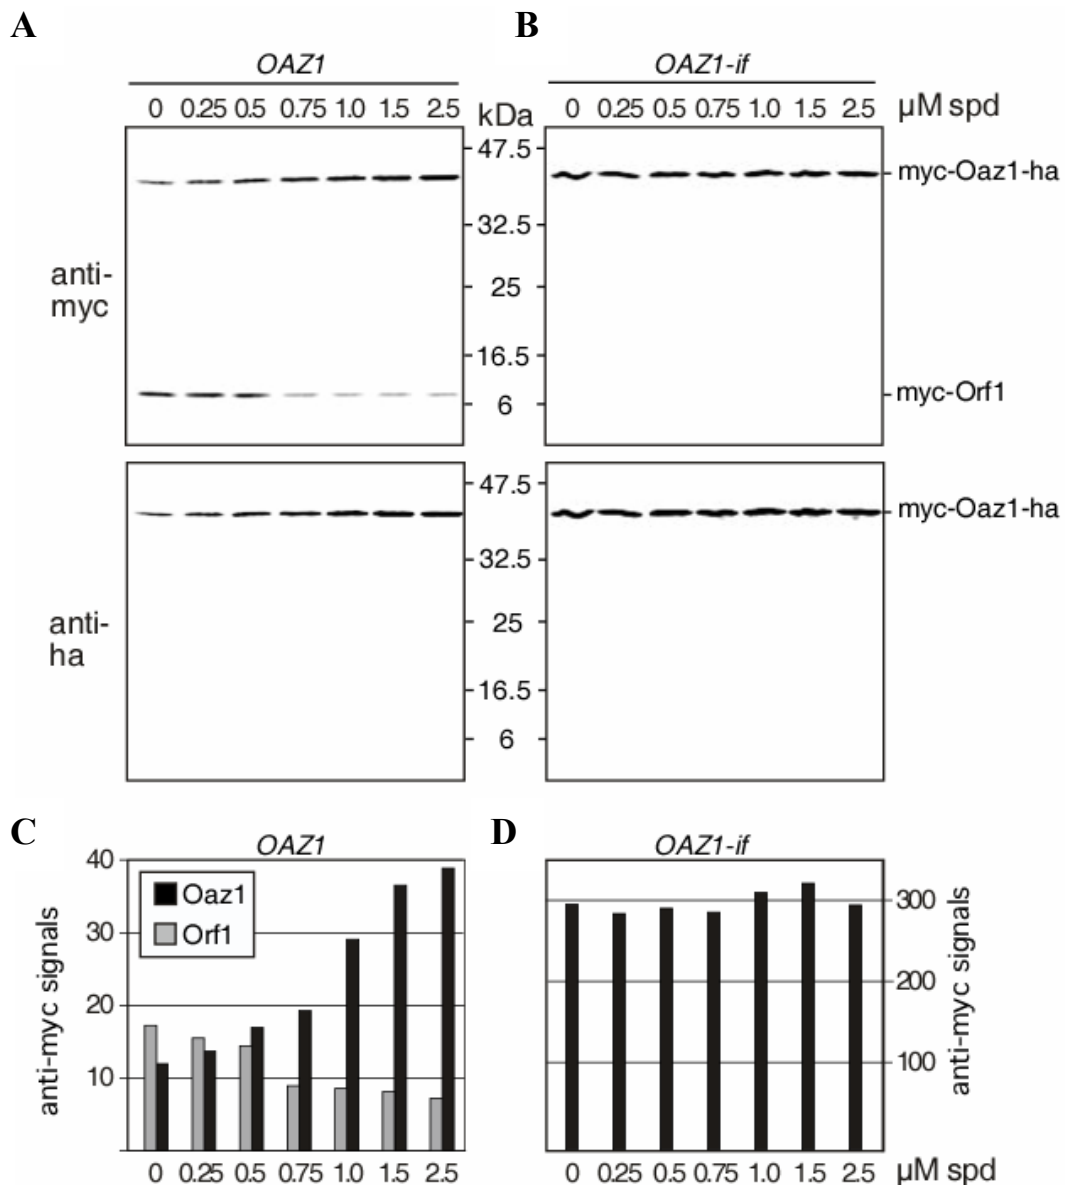 A B
OAZ1 OAZ1-if
0 0.25 0.5 0.75 1.0 1.5 2.5 kDa 0 0.25 0.5 0.75 1.0 1.5 2.5 µM spd
47.5 myc-Oaz1-ha
32.5
anti-
myc
25
16.5
6 myc-Orf1
47.5 myc-Oaz1-ha
32.5
anti-
ha
25
16.5
6
C D
OAZ1 OAZ1-if
anti-myc signals
40
30
20
10
Oaz1
Orf1
300
200
100
anti-myc signals
0 0.25 0.5 0.75 1.0 1.5 2.5 0 0.25 0.5 0.75 1.0 1.5 2.5 µM spd